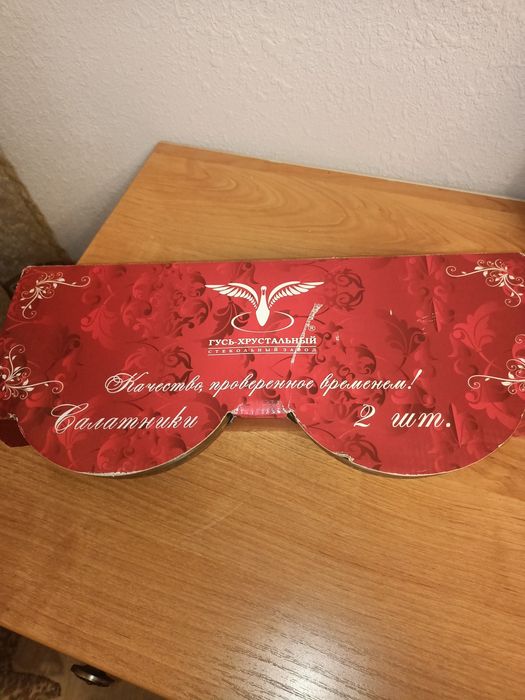 ГУСЬ-ХРУСТАЛЬНЫЙ
СТЕКОЛЬНЫЙ ЗАВОД
®
Качество, проверенное временем!
Салатники 2 шт.